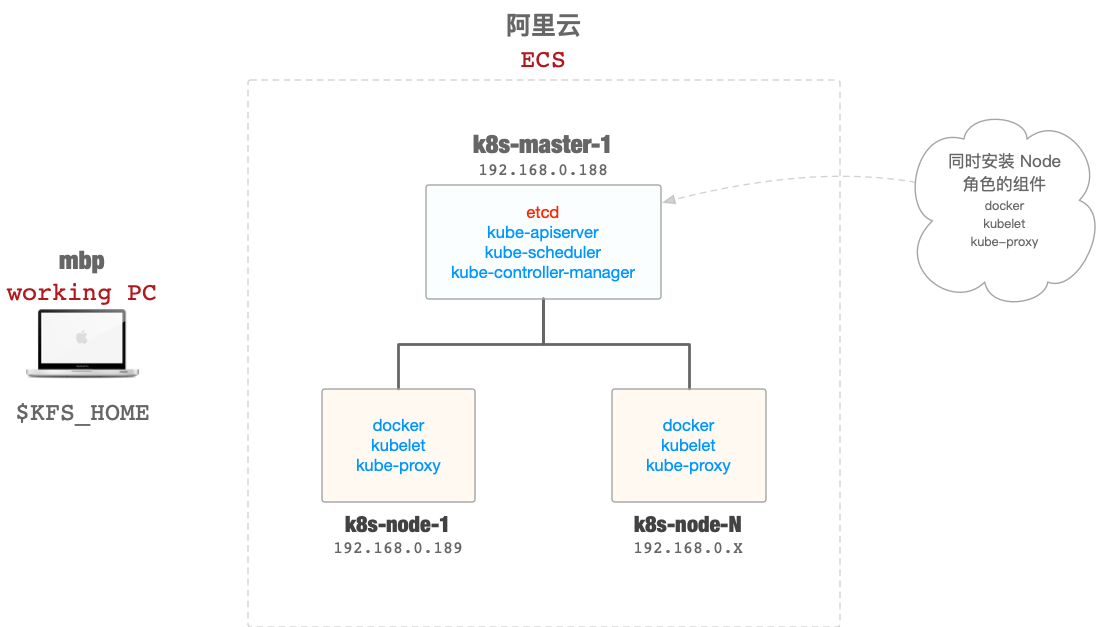 阿里云
ECS
k8s-master-1
192.168.0.188
etcd
kube-apiserver
kube-scheduler
kube-controller-manager
同时安装 Node
角色的组件
docker
kubelet
kube-proxy
mbp
working PC
$KFS_HOME
docker
kubelet
kube-proxy
k8s-node-1
192.168.0.189
docker
kubelet
kube-proxy
k8s-node-N
192.168.0.X